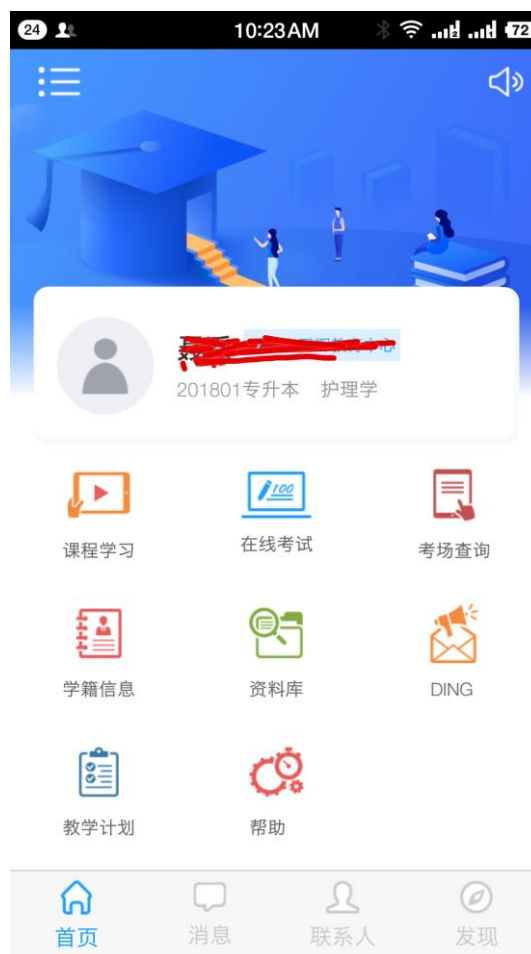 24 10:23AM 72
201801专升本 护理学
100
课程学习 在线考试 考场查询
学籍信息 资料库 DING
教学计划 帮助
首页 消息 联系人 发现